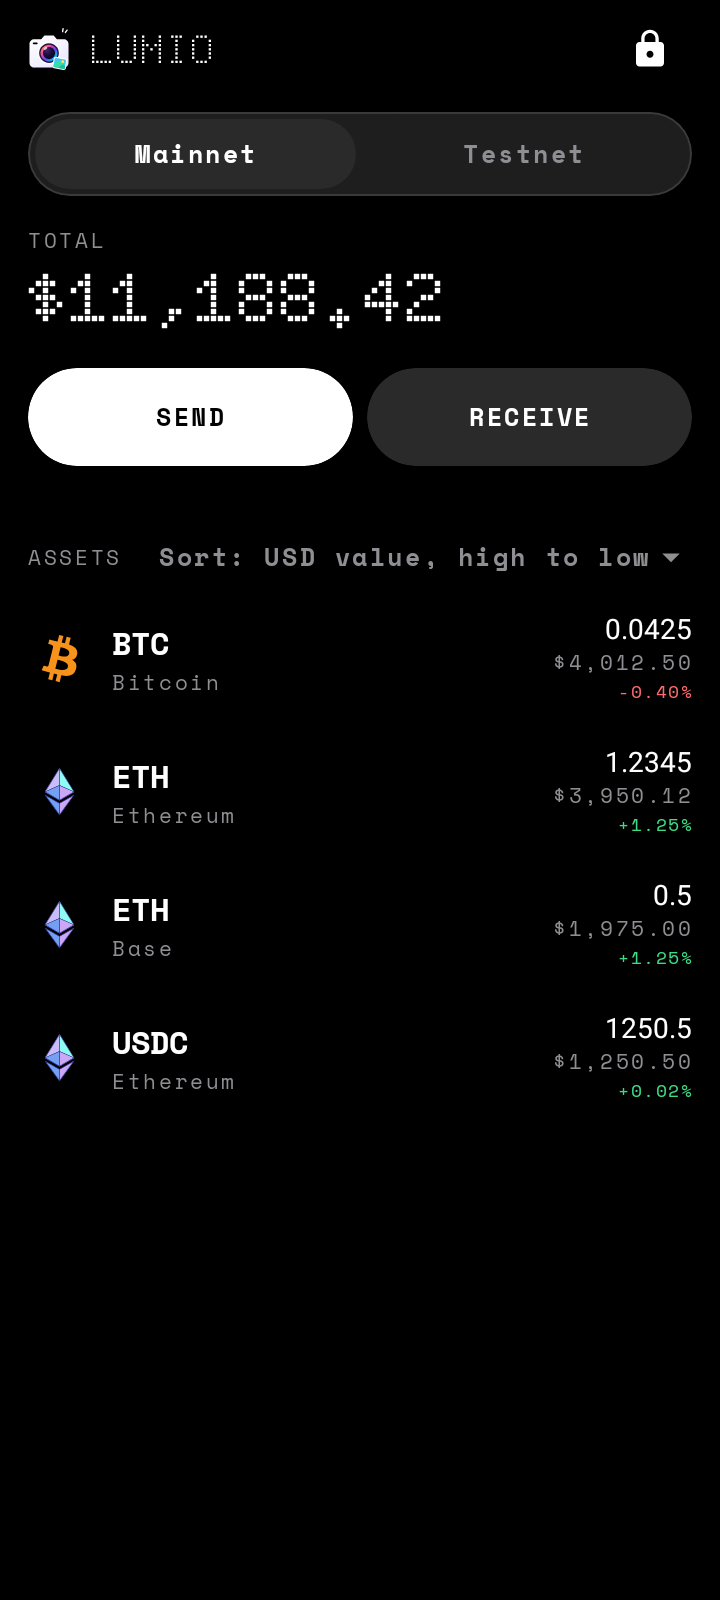 LUMIO
Mainnet
Testnet
TOTAL
$11,188.42
SEND
RECEIVE
ASSETS
Sort: USD value, high to low
BTC
Bitcoin
0.0425
$4,012.50
-0.40%
ETH
Ethereum
1.2345
$3,950.12
+1.25%
ETH
Base
0.5
$1,975.00
+1.25%
USDC
Ethereum
1250.5
$1,250.50
+0.02%